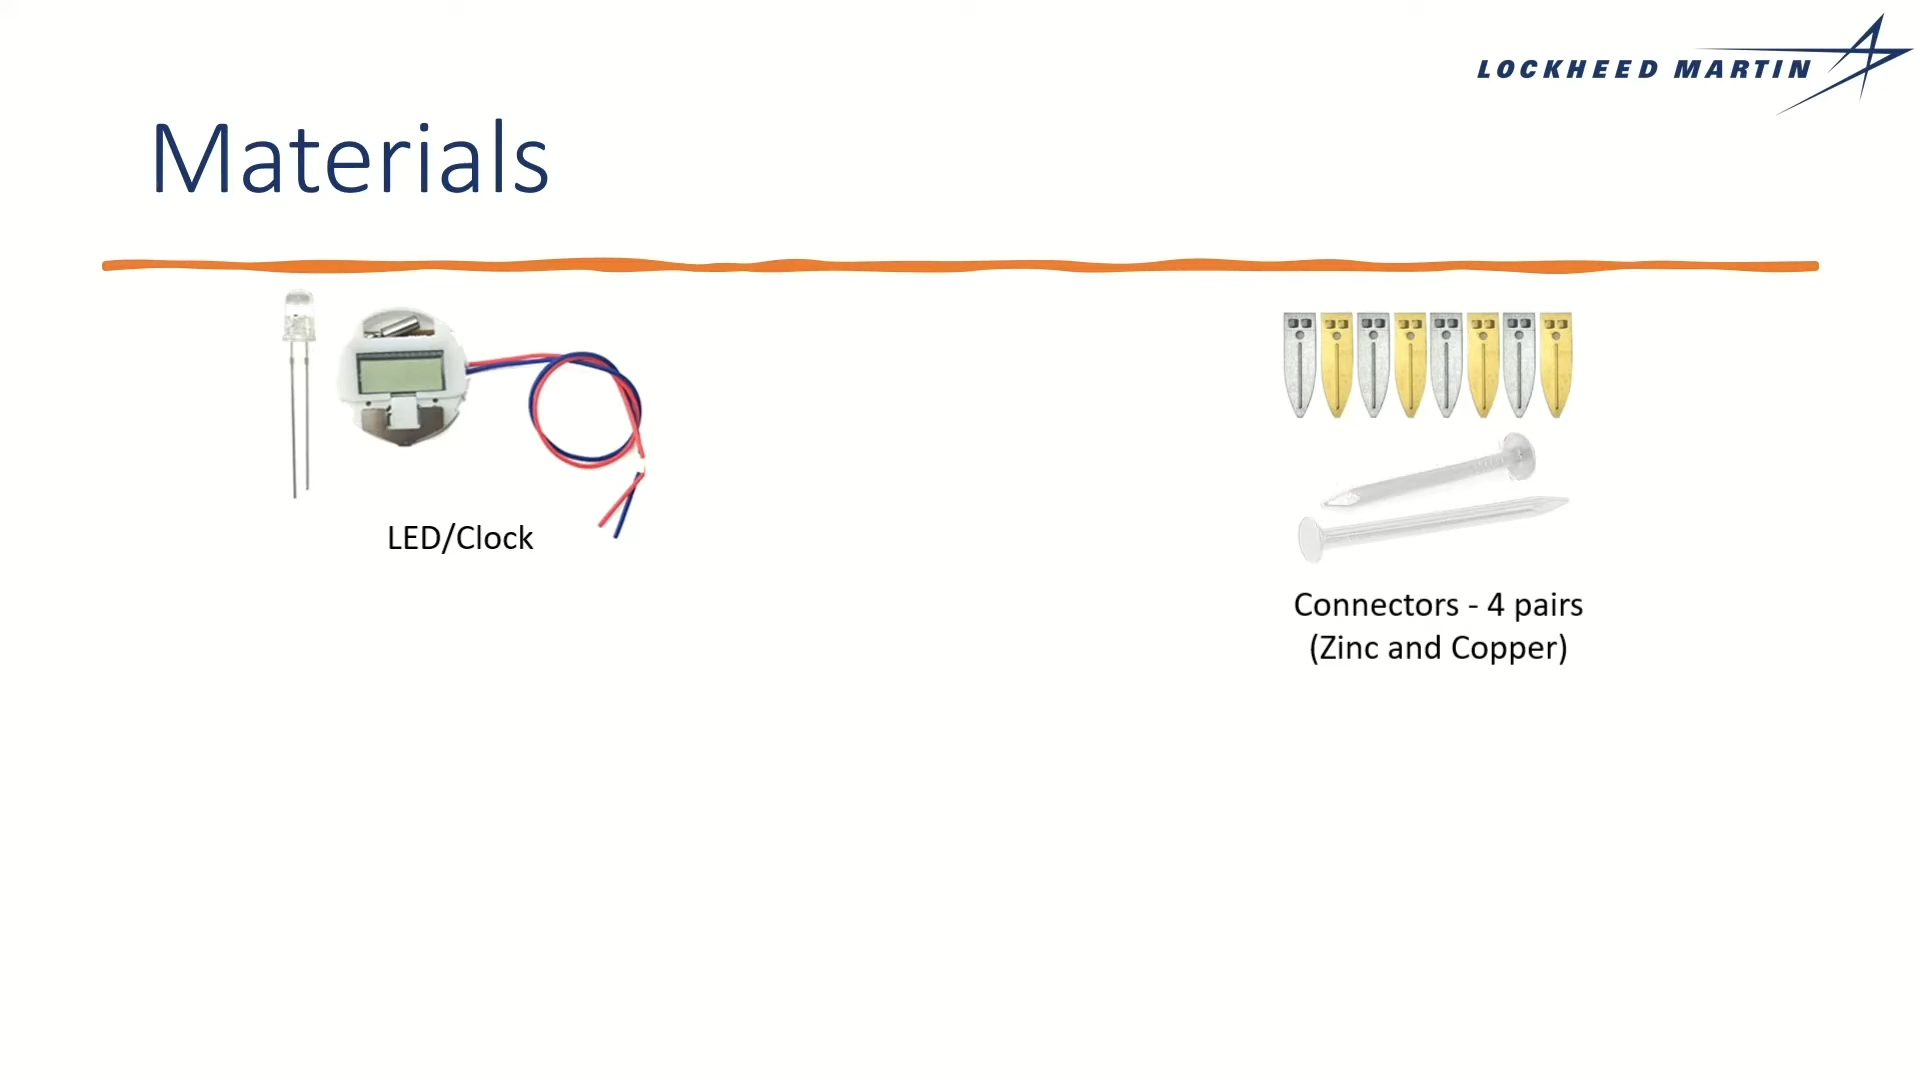 LOCKHEED MARTIN
Materials
LED/Clock
Connectors - 4 pairs
(Zinc and Copper)